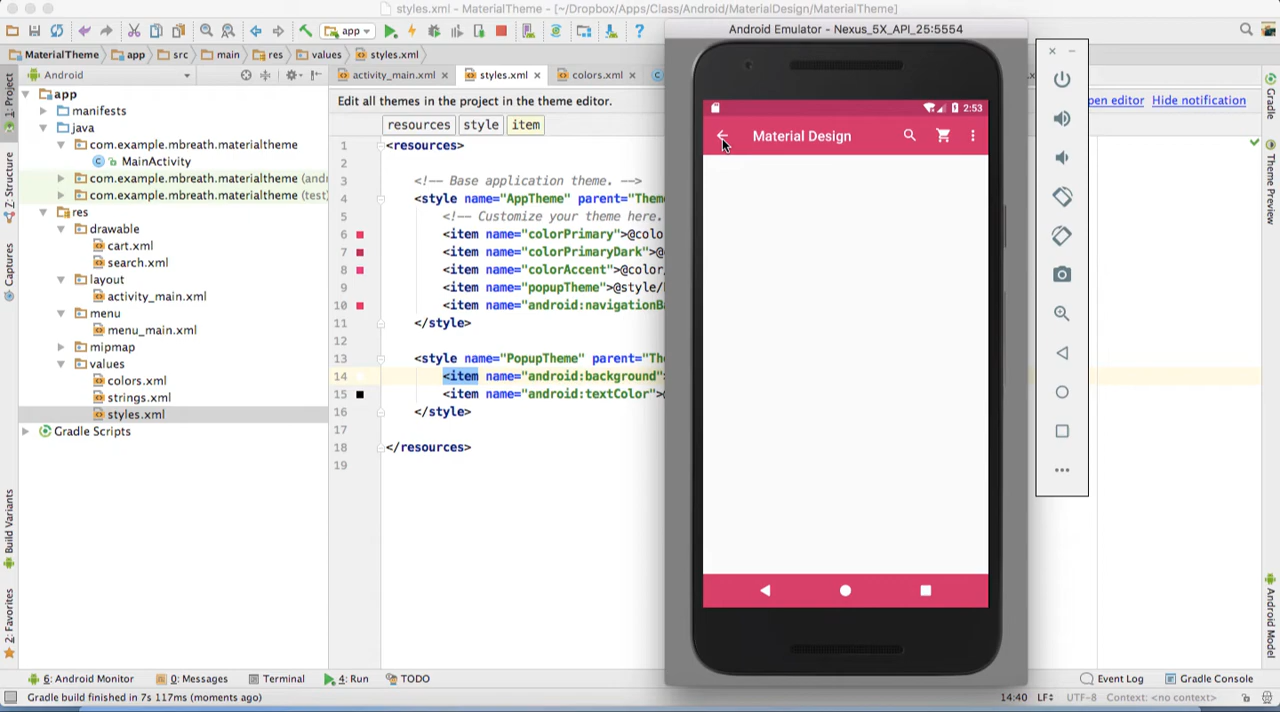 styles.xml - MaterialTheme - [~/Dropbox/Apps/Class/Android/MaterialDesign/MaterialTheme]
app
MaterialTheme app src main res values styles.xml
Android
activity_main.xml styles.xml colors.xml
Edit all themes in the project in the theme editor.
open editor Hide notification
resources style item
1: Project
Z: Structure
Captures
Build Variants
2: Favorites
app
manifests
java
com.example.mbreath.materialtheme
MainActivity
com.example.mbreath.materialtheme (and
com.example.mbreath.materialtheme (test)
res
drawable
cart.xml
search.xml
layout
activity_main.xml
menu
menu_main.xml
mipmap
values
colors.xml
strings.xml
styles.xml
Gradle Scripts
1 <resources>
2
3 <!-- Base application theme. -->
4 <style name="AppTheme" parent="Them
5 <!-- Customize your theme here.
6 <item name="colorPrimary">@colo
7 <item name="colorPrimaryDark">@
8 <item name="colorAccent">@color
9 <item name="popupTheme">@style/
10 <item name="android:navigationBa
11 </style>
12
13 <style name="PopupTheme" parent="Th
14 <item name="android:background">
15 <item name="android:textColor">@
16 </style>
17
18 </resources>
19
Android Emulator - Nexus_5X_API_25:5554
2:53
Material Design
Gradle
Theme Preview
Android Model
6: Android Monitor 0: Messages Terminal 4: Run TODO Event Log Gradle Console
Gradle build finished in 7s 117ms (moments ago) 14:40 LF÷ UTF-8 Context: <no context>